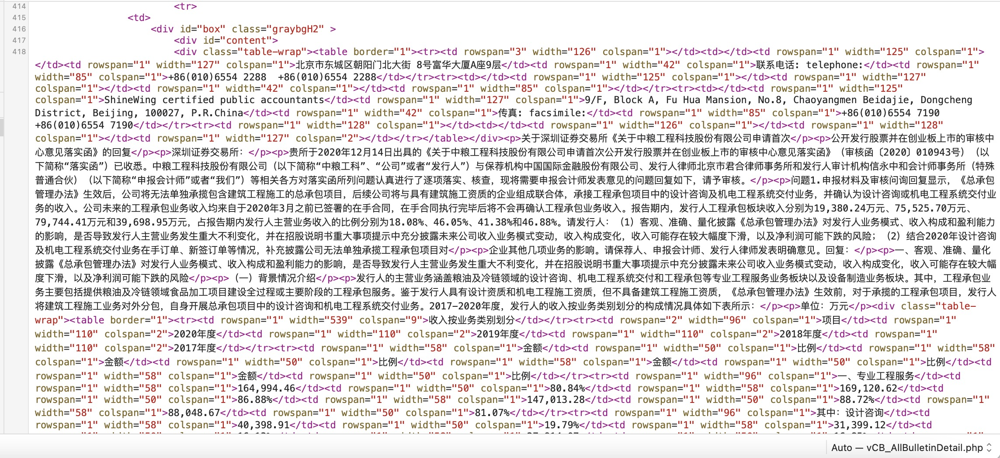 414 <tr>
415 <td>
416 <div id="box" class="graybgH2" >
417 <div id="content">
418 <div class="table-wrap"><table border="1"><tr><td rowspan="3" width="126" colspan="1"></td><td></td><td rowspan="1" width="125" colspan="1">
</td><td rowspan="1" width="127" colspan="1">北京市东城区朝阳门北大街 8号富华大厦A座9层</td><td rowspan="1" width="42" colspan="1">联系电话: telephone:</td><td rowspan="1"
width="85" colspan="1">+86(010)6554 2288  +86(010)6554 2288</td></tr><tr><td></td><td rowspan="1" width="125" colspan="1"></td><td rowspan="1" width="127"
colspan="1"></td><td rowspan="1" width="42" colspan="1"></td><td rowspan="1" width="85" colspan="1"></td></tr><tr><td></td><td rowspan="1" width="125"
colspan="1">ShineWing certified public accountants</td><td rowspan="1" width="127" colspan="1">9/F, Block A, Fu Hua Mansion, No.8, Chaoyangmen Beidajie, Dongcheng
District, Beijing, 100027, P.R.China</td><td rowspan="1" width="42" colspan="1">传真: facsimile:</td><td rowspan="1" width="85" colspan="1">+86(010)6554 7190
+86(010)6554 7190</td></tr><tr><td rowspan="1" width="128" colspan="1"></td><td></td><td rowspan="1" width="126" colspan="1"></td><td rowspan="1" width="128"
colspan="1"></td><td rowspan="1" width="127" colspan="2"></td></tr></table></div><p>关于深圳证券交易所《关于中粮工程科技股份有限公司申请首次</p><p>公开发行股票并在创业板上市的审核中
心意见落实函》的回复</p><p>深圳证券交易所：</p><p>贵所于2020年12月14日出具的《关于中粮工程科技股份有限公司申请首次公开发行股票并在创业板上市的审核中心意见落实函》（审核函〔2020〕010943号）（以
下简称“落实函”）已收悉。中粮工程科技股份有限公司（以下简称“中粮工科”、“公司”或者“发行人”）与保荐机构中国国际金融股份有限公司、发行人律师北京市君合律师事务所和发行人审计机构信永中和会计师事务所（特殊
普通合伙）（以下简称“申报会计师”或者“我们”）等相关各方对落实函所列问题认真进行了逐项落实、核查，现将需要申报会计师发表意见的问题回复如下，请予审核。</p><p>问题1.申报材料及审核问询回复显示，《总承包
管理办法》生效后，公司将无法单独承揽包含建筑工程施工的总承包项目，后续公司将与具有建筑施工资质的企业组成联合体，承接工程承包项目中的设计咨询及机电工程系统交付业务，并确认为设计咨询或机电工程系统交付业
务的收入。公司未来的工程承包业务收入均来自于2020年3月之前已签署的在手合同，在手合同执行完毕后将不会再确认工程承包业务收入。报告期内，发行人工程承包板块收入分别为19,380.24万元、75,525.70万元、
79,744.41万元和39,698.95万元，占报告期内发行人主营业务收入的比例分别为18.08%、46.05%、41.38%和46.88%。请发行人：（1）客观、准确、量化披露《总承包管理办法》对发行人业务模式、收入构成和盈利能力
的影响，是否导致发行人主营业务发生重大不利变化，并在招股说明书重大事项提示中充分披露未来公司收入业务模式变动，收入构成变化，收入可能存在较大幅度下滑，以及净利润可能下跌的风险；（2）结合2020年设计咨询
及机电工程系统交付业务在手订单、新签订单等情况，补充披露公司无法单独承揽工程承包项目对</p><p>企业其他几项业务的影响。请保荐人、申报会计师、发行人律师发表明确意见。回复：</p><p>一、客观、准确、量化
披露《总承包管理办法》对发行人业务模式、收入构成和盈利能力的影响，是否导致发行人主营业务发生重大不利变化，并在招股说明书重大事项提示中充分披露未来公司收入业务模式变动，收入构成变化，收入可能存在较大幅
度下滑，以及净利润可能下跌的风险</p><p>（一）背景情况介绍</p><p>发行人的主营业务涵盖粮油及冷链领域的设计咨询、机电工程系统交付和工程承包等专业工程服务业务板块以及设备制造业务板块。其中，工程承包业
务主要包括提供粮油及冷链领域食品加工项目建设全过程或主要阶段的工程承包服务。鉴于发行人具有设计资质和机电工程施工资质，但不具备建筑工程施工资质，《总承包管理办法》生效前，对于承揽的工程承包项目，发行人
将建筑工程施工业务对外分包，自身开展总承包项目中的设计咨询和机电工程系统交付业务。2017-2020年度，发行人的收入按业务类别划分的构成情况具体如下表所示：</p><p>单位：万元</p><div class="table-
wrap"><table border="1"><tr><td rowspan="1" width="539" colspan="9">收入按业务类别划分</td></tr><tr><td rowspan="2" width="96" colspan="1">项目</td><td rowspan="1"
width="110" colspan="2">2020年度</td><td rowspan="1" width="110" colspan="2">2019年度</td><td rowspan="1" width="110" colspan="2">2018年度</td><td rowspan="1"
width="110" colspan="2">2017年度</td></tr><tr><td rowspan="1" width="58" colspan="1">金额</td><td rowspan="1" width="50" colspan="1">比例</td><td rowspan="1" width="58"
colspan="1">金额</td><td rowspan="1" width="50" colspan="1">比例</td><td rowspan="1" width="58" colspan="1">金额</td><td rowspan="1" width="50" colspan="1">比例</td><td
rowspan="1" width="58" colspan="1">金额</td><td rowspan="1" width="50" colspan="1">比例</td></tr><tr><td rowspan="1" width="96" colspan="1">一、专业工程服务</td><td
rowspan="1" width="58" colspan="1">164,994.46</td><td rowspan="1" width="50" colspan="1">80.84%</td><td rowspan="1" width="58" colspan="1">169,120.62</td><td
rowspan="1" width="50" colspan="1">86.88%</td><td rowspan="1" width="58" colspan="1">147,013.28</td><td rowspan="1" width="50" colspan="1">88.72%</td><td rowspan="1"
width="58" colspan="1">88,048.67</td><td rowspan="1" width="50" colspan="1">81.07%</td></tr><tr><td rowspan="1" width="96" colspan="1">其中：设计咨询</td><td
rowspan="1" width="58" colspan="1">40,398.91</td><td rowspan="1" width="50" colspan="1">19.79%</td><td rowspan="1" width="58" colspan="1">31,399.12</td><td
Auto — vCB_AllBulletinDetail.php